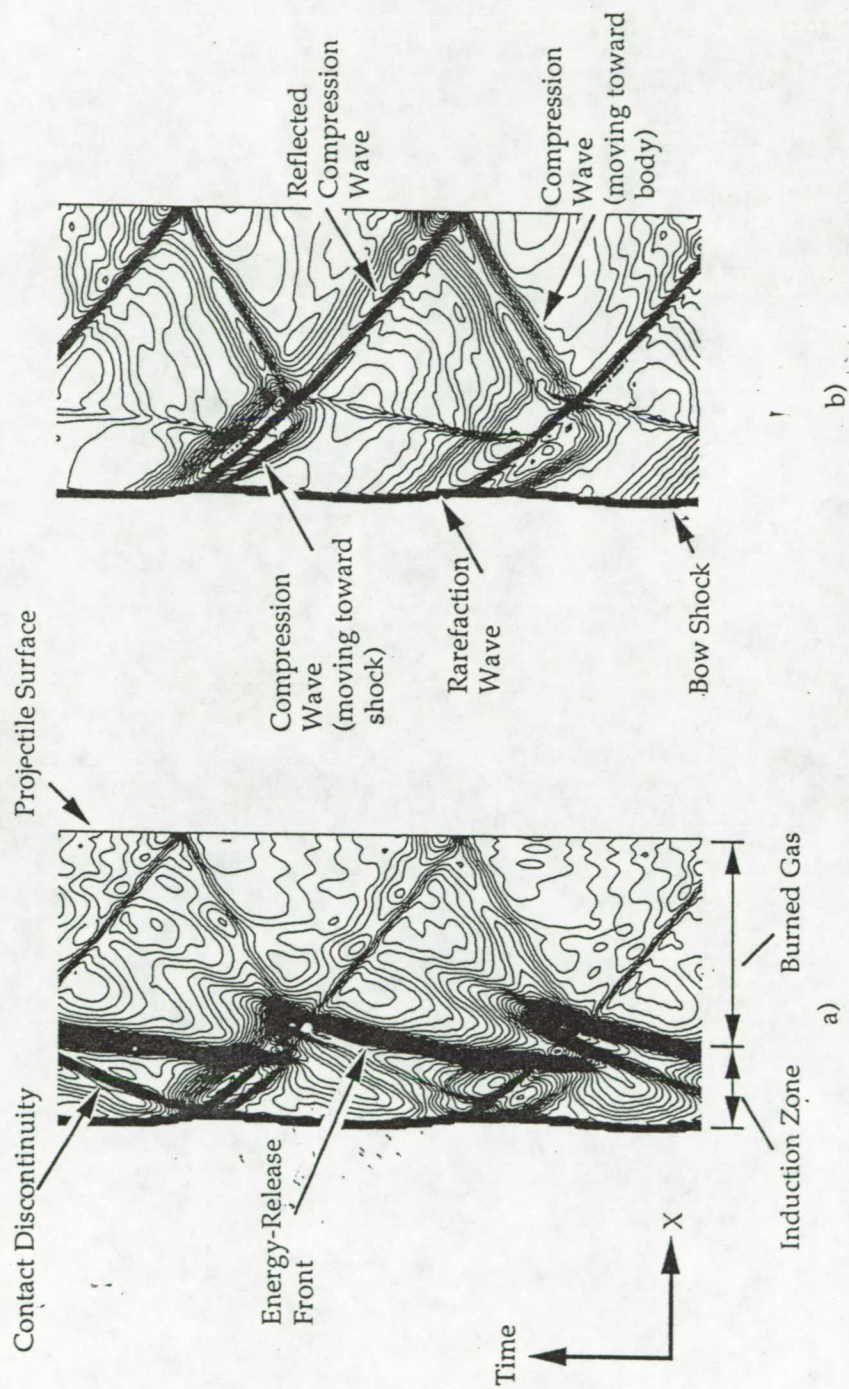 Contact Discontinuity
Projectile Surface
Energy-Release
Front
Time
X
Induction Zone
Burned Gas
a)
Compression
Wave
(moving toward
shock)
Rarefaction
Wave
Bow Shock
Reflected
Compression
Wave
Compression
Wave
(moving toward
body)
b)